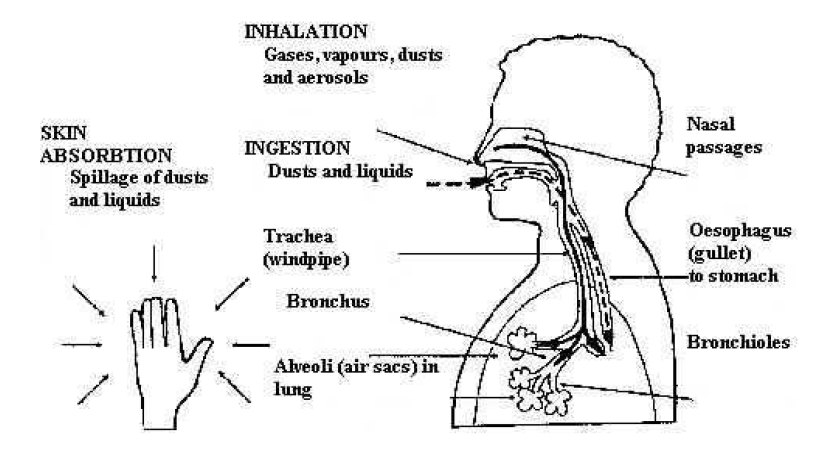 INHALATION
Gases, vapours, dusts
and aerosols
SKIN
ABSORBTION
Spillage of dusts
and liquids
INGESTION
Dusts and liquids
Nasal
passages
Trachea
(windpipe)
Oesophagus
(gullet)
to stomach
Bronchus
Bronchioles
Alveoli (air sacs) in
lung